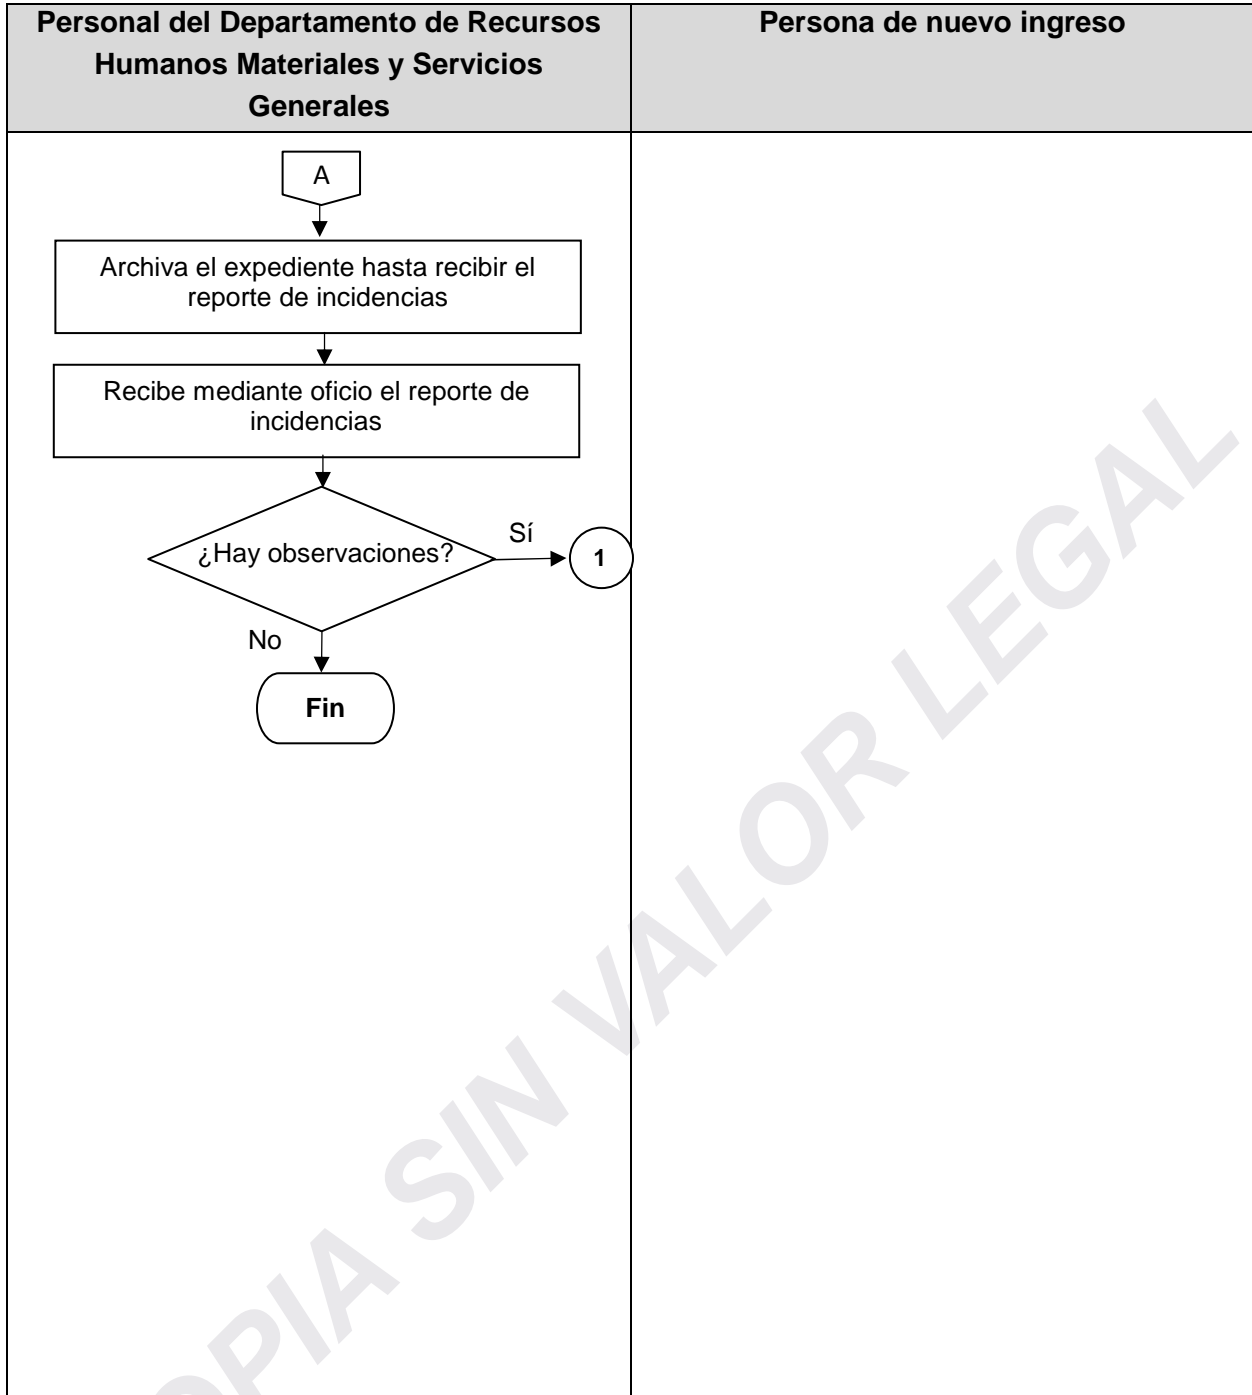 Personal del Departamento de Recursos
Humanos Materiales y Servicios
Generales
Persona de nuevo ingreso
A
Archiva el expediente hasta recibir el
reporte de incidencias
Recibe mediante oficio el reporte de
incidencias
¿Hay observaciones?
Sí
1
No
Fin
OPIA SIN VALOR LEGAL